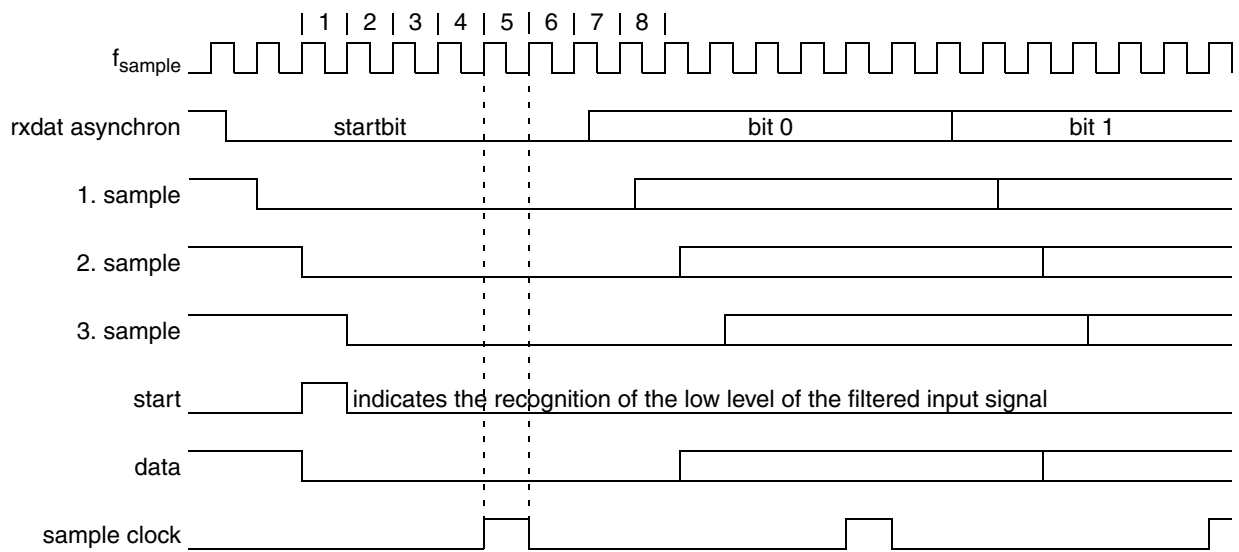 | 1 | 2 | 3 | 4 | 5 | 6 | 7 | 8 |
fsample
rxdat asynchron startbit bit 0 bit 1
1. sample
2. sample
3. sample
start indicates the recognition of the low level of the filtered input signal
data
sample clock